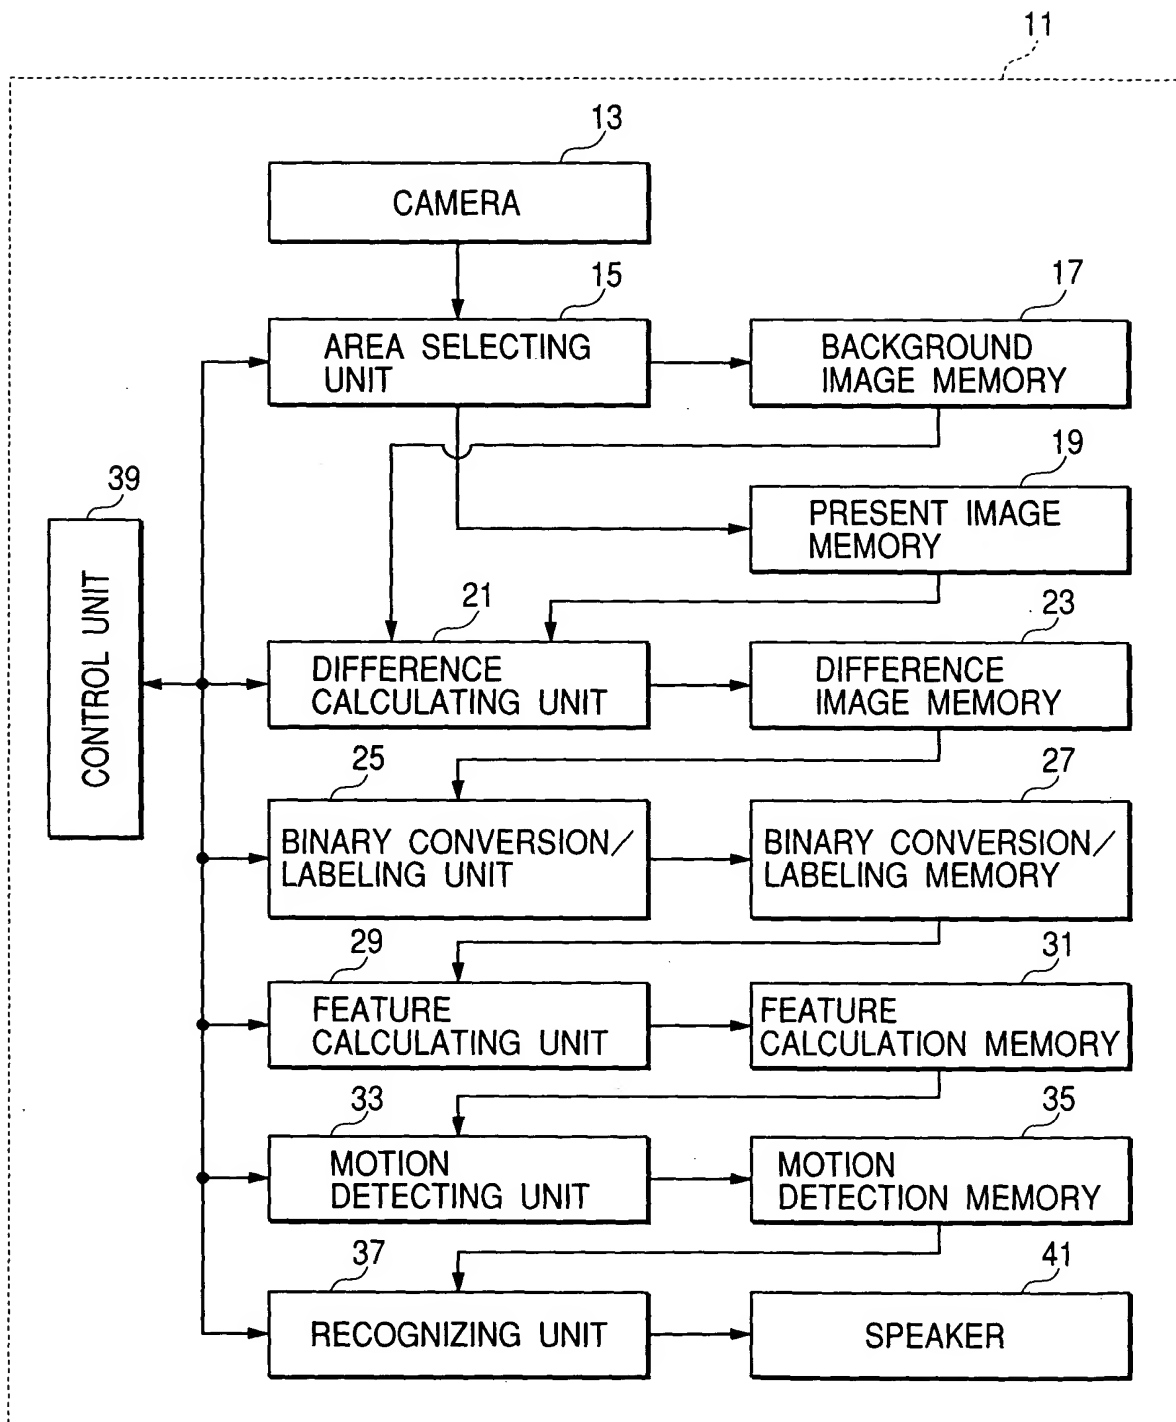 11
13
CAMERA
15
AREA SELECTING
UNIT
17
BACKGROUND
IMAGE MEMORY
19
PRESENT IMAGE
MEMORY
39
CONTROL UNIT
21
DIFFERENCE
CALCULATING UNIT
23
DIFFERENCE
IMAGE MEMORY
25
BINARY CONVERSION/
LABELING UNIT
27
BINARY CONVERSION/
LABELING MEMORY
29
FEATURE
CALCULATING UNIT
31
FEATURE
CALCULATION MEMORY
33
MOTION
DETECTING UNIT
35
MOTION
DETECTION MEMORY
37
RECOGNIZING UNIT
41
SPEAKER